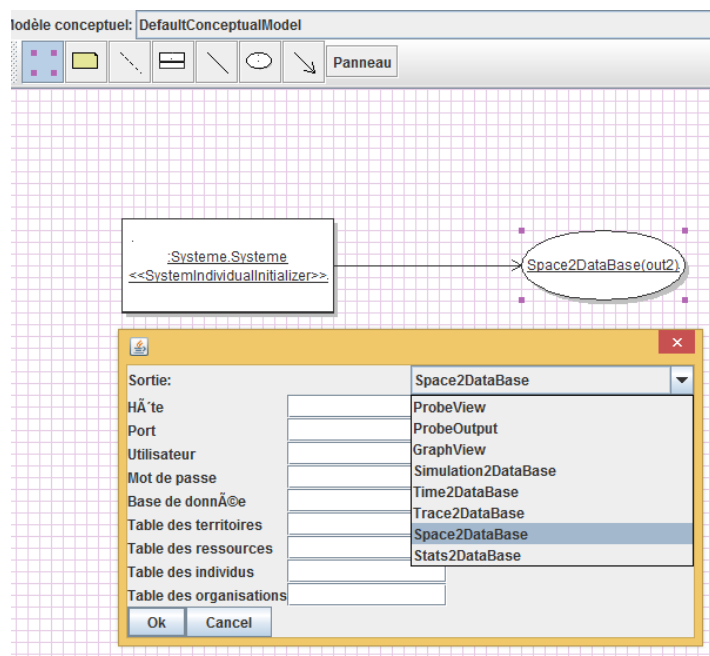 Modèle conceptuel: DefaultConceptualModel
Panneau
:Systeme.Systeme
<<SystemIndividualInitializer>>.
Space2DataBase(out2).
Sortie: Space2DataBase
HÃ´te
Port
Utilisateur
Mot de passe
Base de donnÃ©e
Table des territoires
Table des ressources
Table des individus
Table des organisations
ProbeView
ProbeOutput
GraphView
Simulation2DataBase
Time2DataBase
Trace2DataBase
Space2DataBase
Stats2DataBase
Ok Cancel